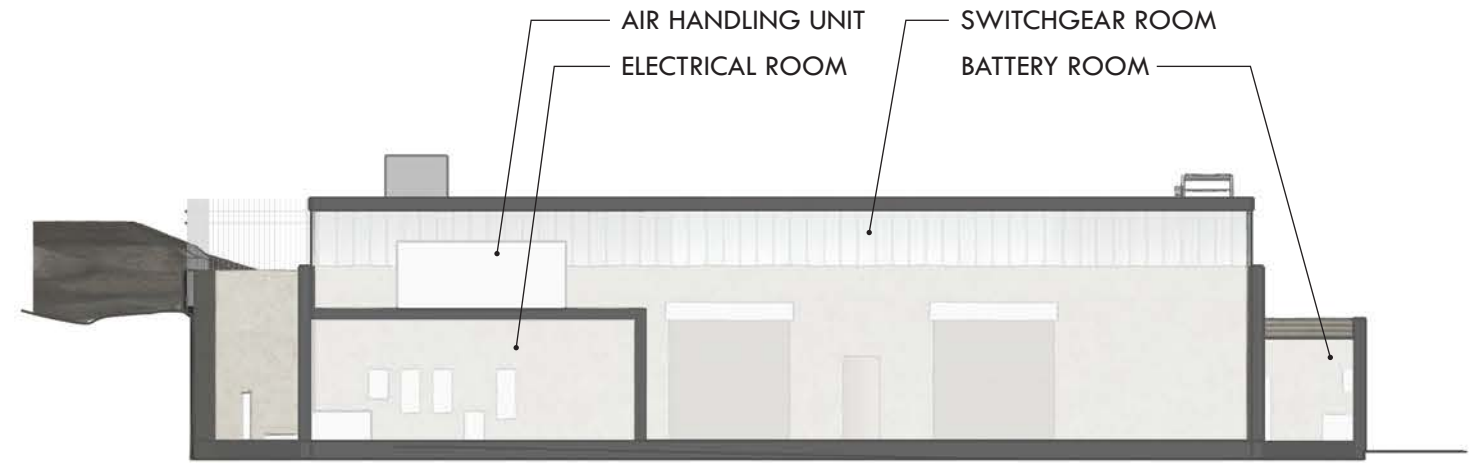 AIR HANDLING UNIT
SWITCHGEAR ROOM
ELECTRICAL ROOM
BATTERY ROOM